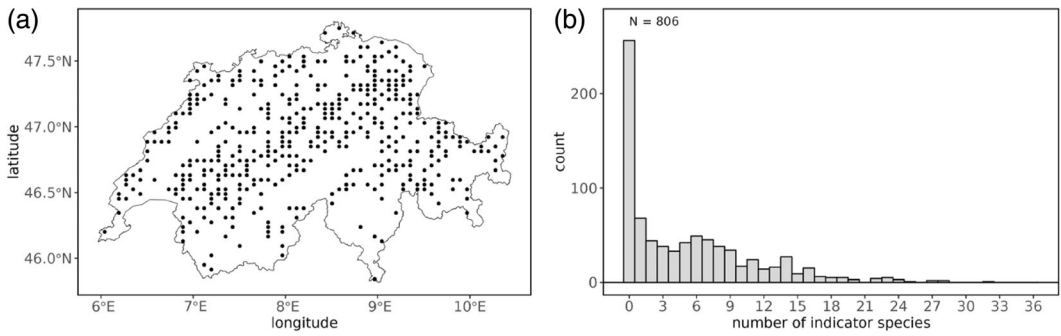 (a)
latitude
47.5°N
47.0°N
46.5°N
46.0°N
6°E 7°E 8°E 9°E 10°E
longitude
(b)
N = 806
count
200
100
0
0 3 6 9 12 15 18 21 24 27 30 33 36
number of indicator species